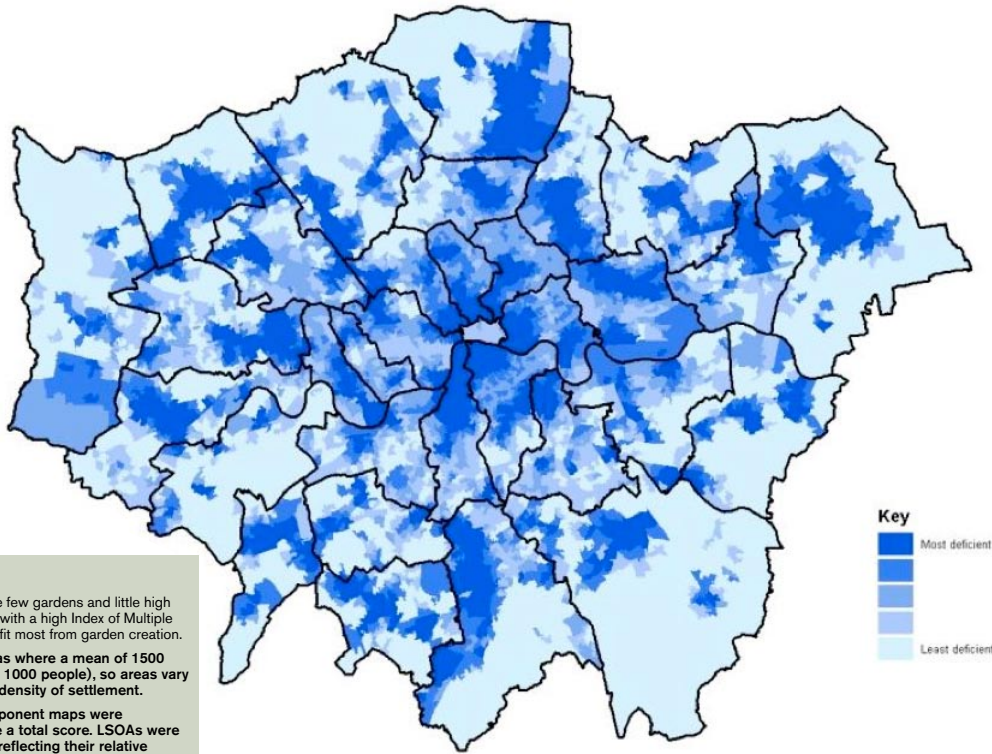 Key
Most deficient
Least deficient
e few gardens and little high
with a high Index of Multiple
fit most from garden creation.
as where a mean of 1500
1000 people), so areas vary
density of settlement.
ponent maps were
e a total score. LSOAs were
reflecting their relative